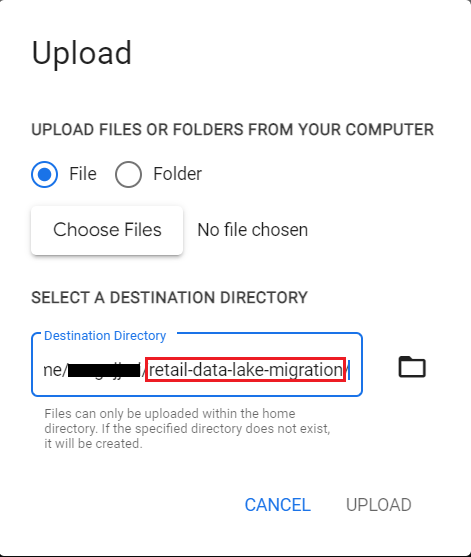 Upload
UPLOAD FILES OR FOLDERS FROM YOUR COMPUTER
File Folder
Choose Files No file chosen
SELECT A DESTINATION DIRECTORY
Destination Directory
ne/ /retail-data-lake-migration/
Files can only be uploaded within the home
directory. If the specified directory does not exist,
it will be created.
CANCEL UPLOAD